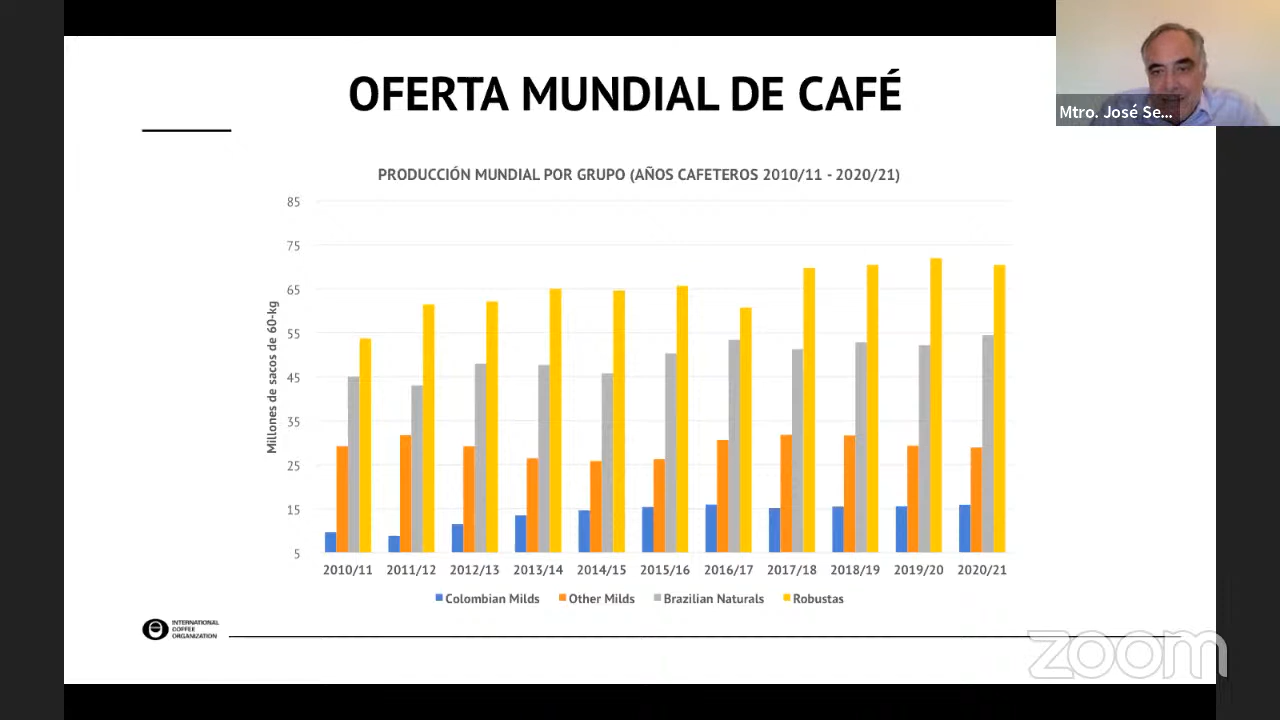 OFERTA MUNDIAL DE CAFÉ
Mtro. José Se...
PRODUCCIÓN MUNDIAL POR GRUPO (AÑOS CAFETEROS 2010/11 - 2020/21)
Millones de sacos de 60-kg
85
75
65
55
45
35
25
15
5
2010/11 2011/12 2012/13 2013/14 2014/15 2015/16 2016/17 2017/18 2018/19 2019/20 2020/21
Colombian Milds Other Milds Brazilian Naturals Robustas
INTERNATIONAL
COFFEE
ORGANIZATION
zoom